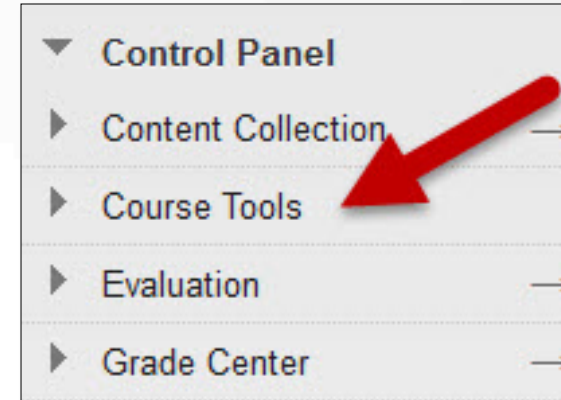 Control Panel
Content Collection
Course Tools
Evaluation
Grade Center